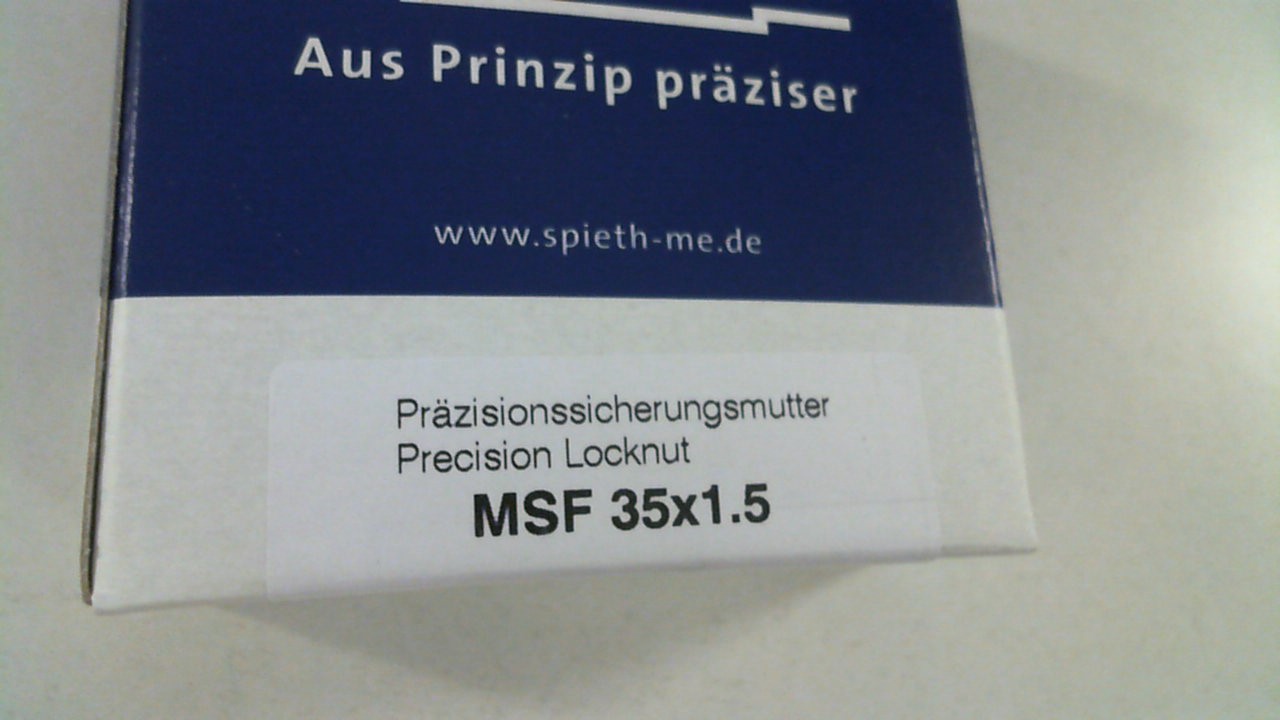 Aus Prinzip präziser
www.spieth-me.de
Präzisionssicherungsmutter
Precision Locknut
MSF 35x1.5